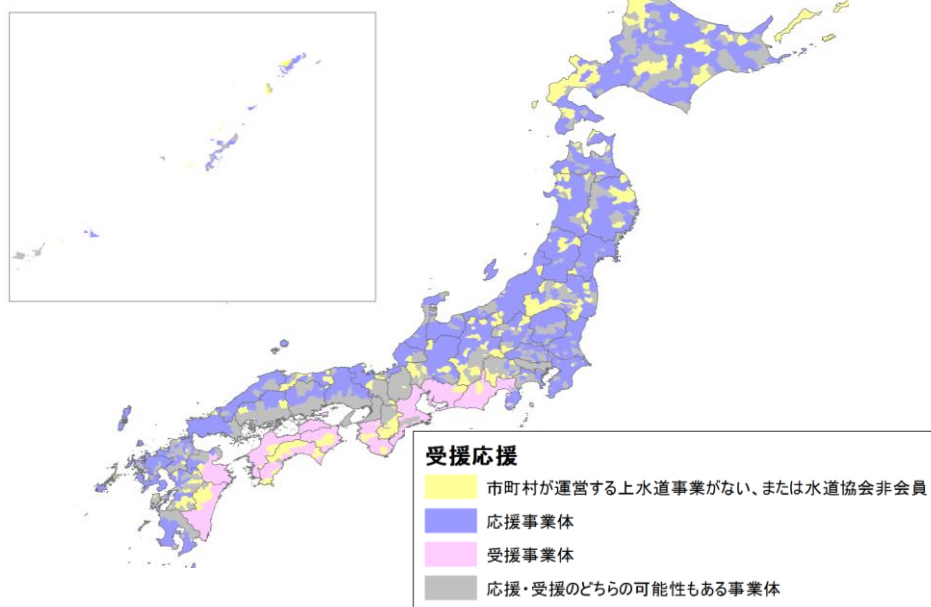 受援応援
市町村が運営する上水道事業がない、または水道協会非会員
応援事業体
受援事業体
応援・受援のどちらの可能性もある事業体